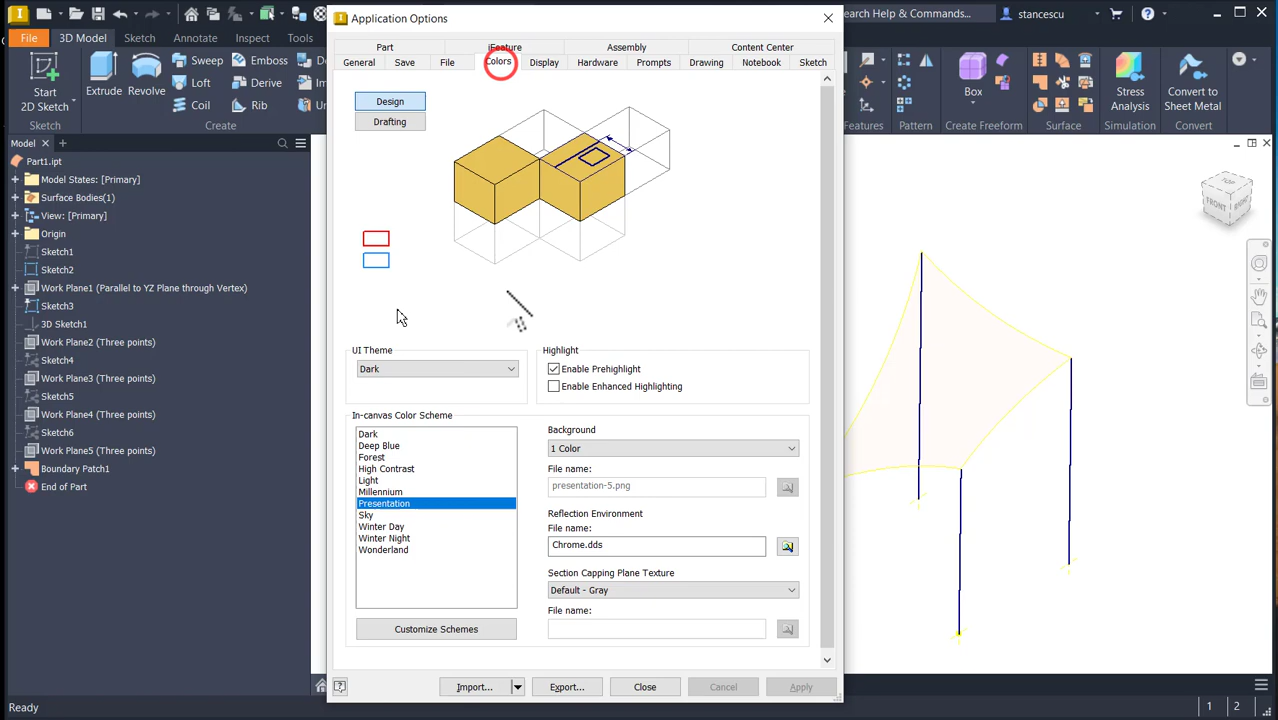 Application Options
Search Help & Commands...
stancescu
File
3D Model
Sketch
Annotate
Inspect
Tools
Start
2D Sketch
Extrude
Revolve
Sweep
Loft
Coil
Emboss
Rib
Sketch
Create
Features
Pattern
Box
Create Freeform
Surface
Stress
Analysis
Simulation
Convert to
Sheet Metal
Convert
Part
iFeature
Assembly
Content Center
General
Save
File
Colors
Display
Hardware
Prompts
Drawing
Notebook
Sketch
Design
Drafting
Model
Part1.ipt
Model States: [Primary]
Surface Bodies(1)
View: [Primary]
Origin
Sketch1
Sketch2
Work Plane1 (Parallel to YZ Plane through Vertex)
Sketch3
3D Sketch1
Work Plane2 (Three points)
Sketch4
Work Plane3 (Three points)
Sketch5
Work Plane4 (Three points)
Sketch6
Work Plane5 (Three points)
Boundary Patch1
End of Part
UI Theme
Dark
Highlight
Enable Prehighlight
Enable Enhanced Highlighting
In-canvas Color Scheme
Dark
Deep Blue
Forest
High Contrast
Light
Millennium
Presentation
Sky
Winter Day
Winter Night
Wonderland
Customize Schemes
Background
1 Color
File name:
presentation-5.png
Reflection Environment
File name:
Chrome.dds
Section Capping Plane Texture
Default - Gray
File name:
Import...
Export...
Close
Cancel
Apply
TOP
FRONT
RIGHT
Ready
1
2